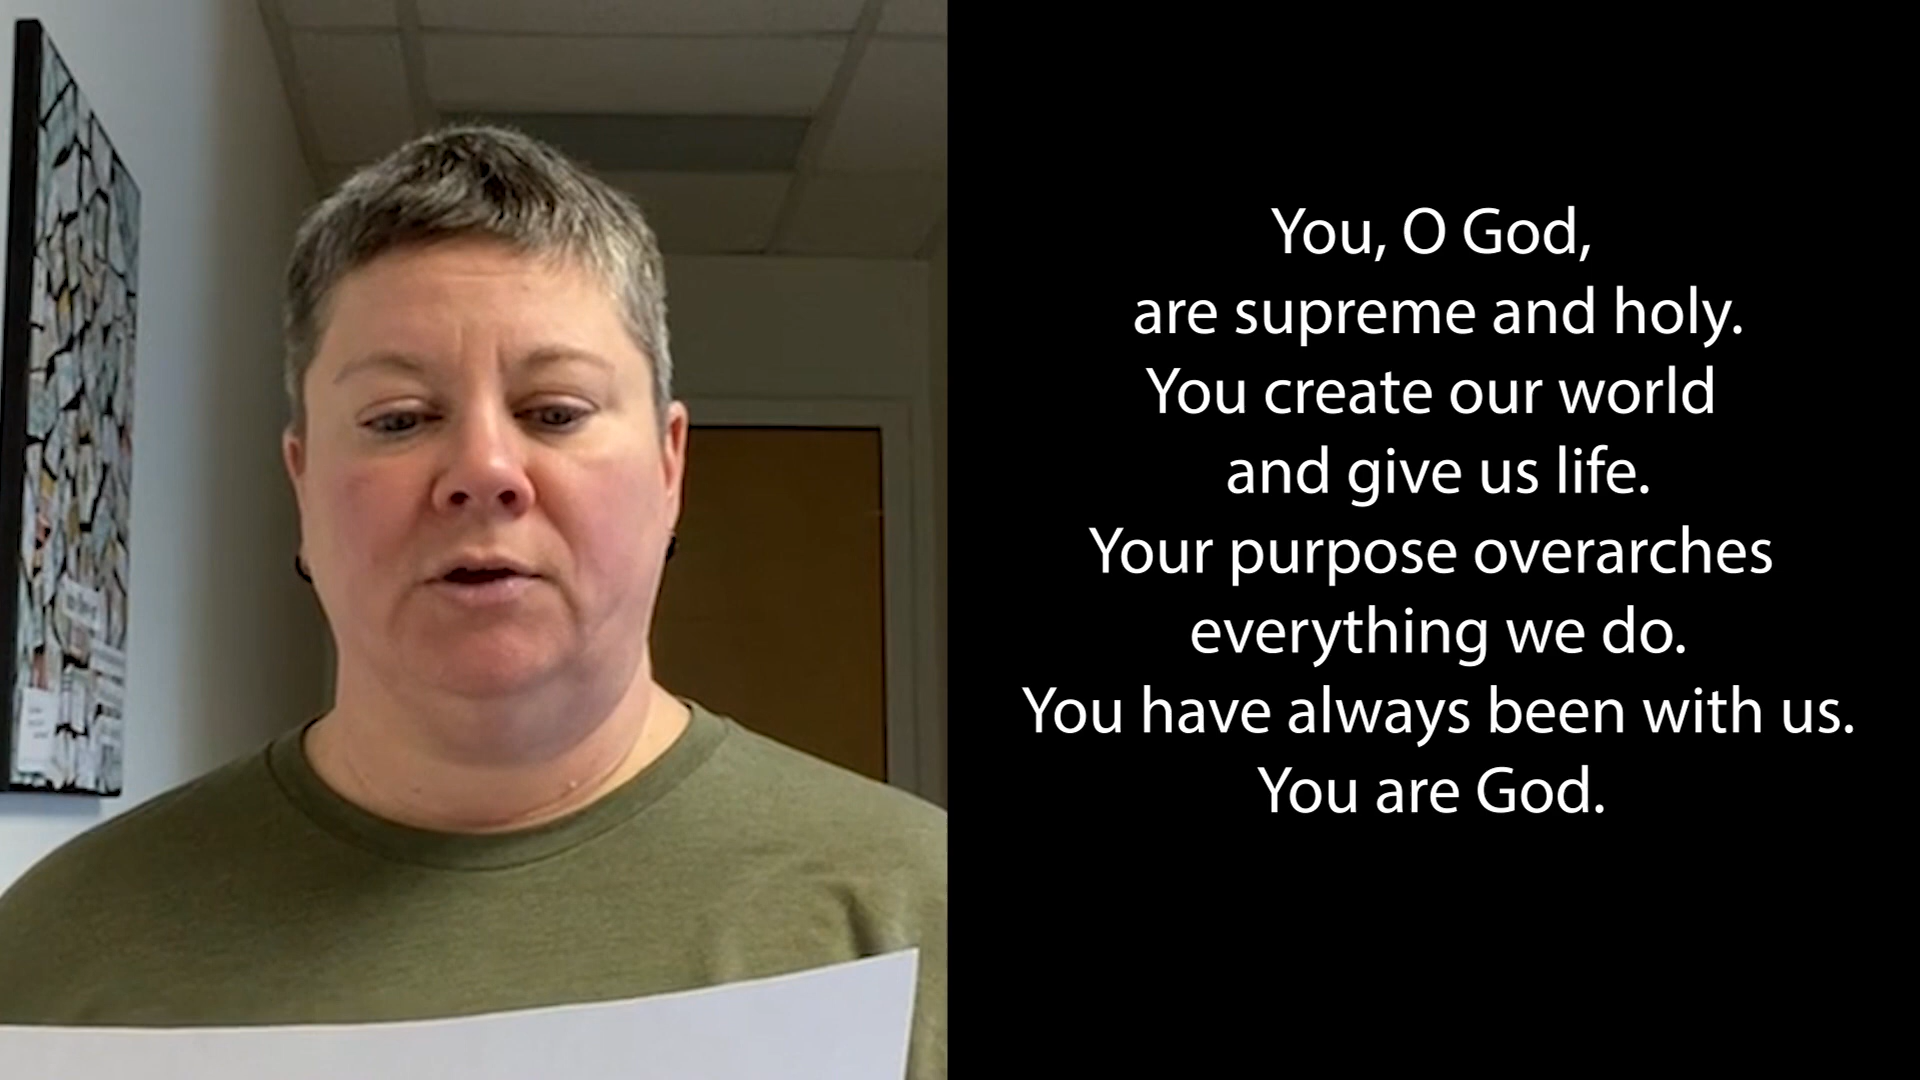 You, O God,
are supreme and holy.
You create our world
and give us life.
Your purpose overarches
everything we do.
You have always been with us.
You are God.